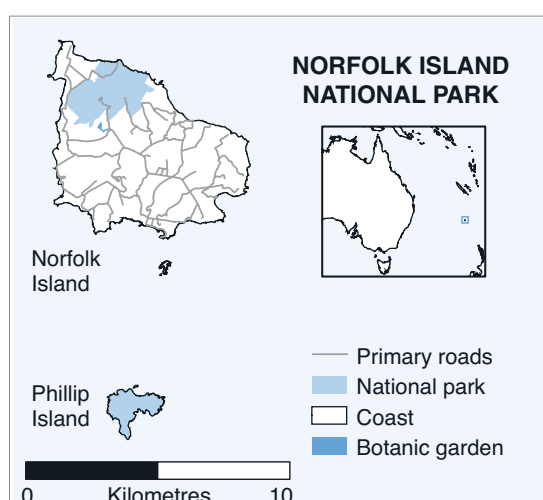 NORFOLK ISLAND
NATIONAL PARK
Norfolk
Island
Phillip
Island
Primary roads
National park
Coast
Botanic garden
0 Kilometres 10